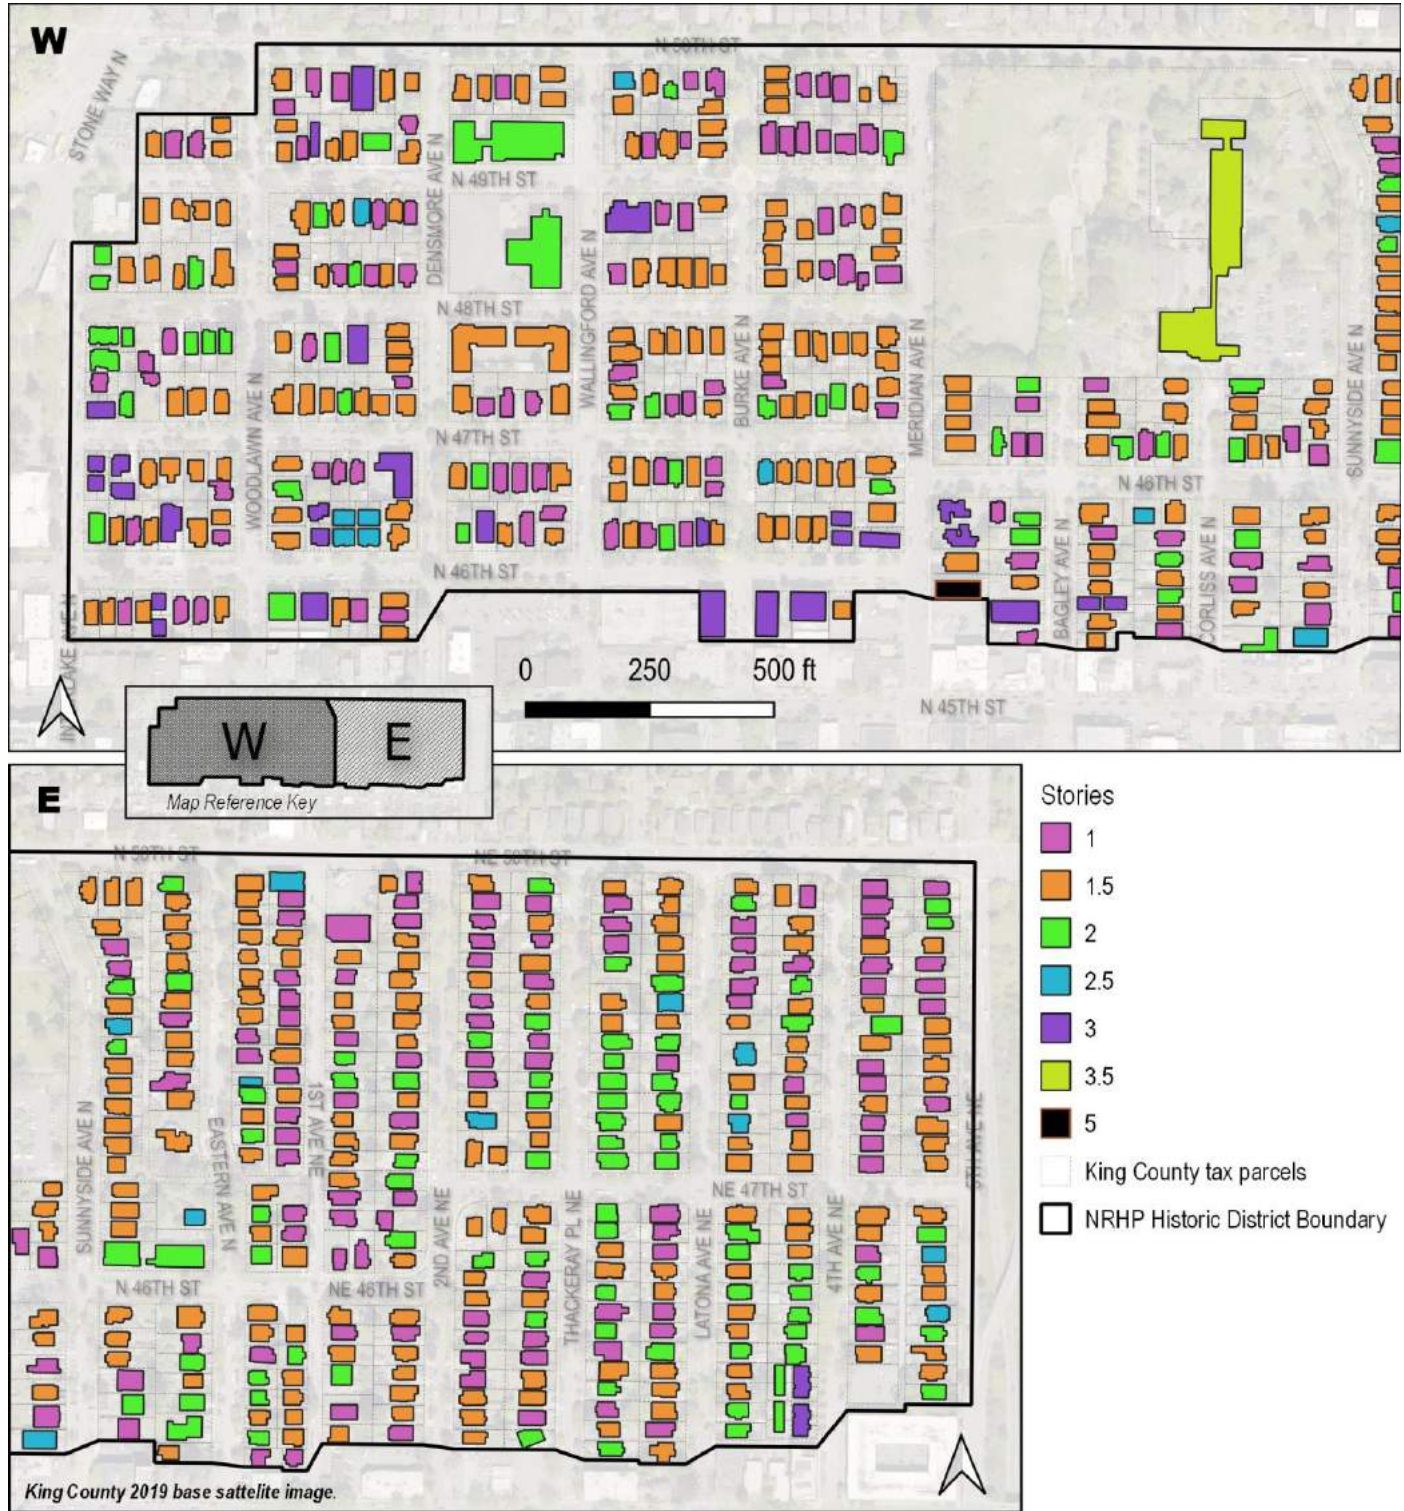 W
N 50TH ST
STONE WAY N
DENSMORE AVE N
N 49TH ST
WALLINGFORD AVE N
N 48TH ST
BURKE AVE N
MERIDIAN AVE N
SUNNYSIDE AVE N
WOODLAWN AVE N
N 47TH ST
N 46TH ST
BAGLEY AVE N
CORLISS AVE N
N 46TH ST
0 250 500 ft
N 45TH ST
W E
Map Reference Key
E
N 50TH ST
NE 50TH ST
SUNNYSIDE AVE N
EASTERN AVE N
1ST AVE NE
2ND AVE NE
THACKERAY PL NE
LATONA AVE NE
NE 47TH ST
4TH AVE NE
5TH AVE NE
N 46TH ST
NE 46TH ST
King County 2019 base sattelite image.
Stories
1
1.5
2
2.5
3
3.5
5
King County tax parcels
NRHP Historic District Boundary